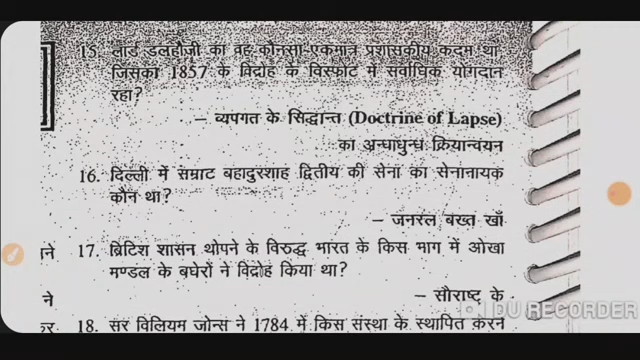 15. लार्ड डलहौजी का वह कौनसा एकमात्र प्रशासकीय कदम था
जिसका 1857 के विद्रोह के विस्फोट में सर्वाधिक योगदान
रहा?
– व्यपगत के सिद्धान्त (Doctrine of Lapse)
का अन्धाधुन्ध क्रियान्वयन
16. दिल्ली में सम्राट बहादुरशाह द्वितीय की सेना का सेनानायक
कौन था?
– जनरल बख्त खाँ
17. ब्रिटिश शासन थोपने के विरुद्ध भारत के किस भाग में ओखा
मण्डल के बघेरों ने विद्रोह किया था?
– सौराष्ट के
18. सर विलियम जोन्स ने 1784 में किस संस्था के स्थापित करने
ने
DU RECORDER